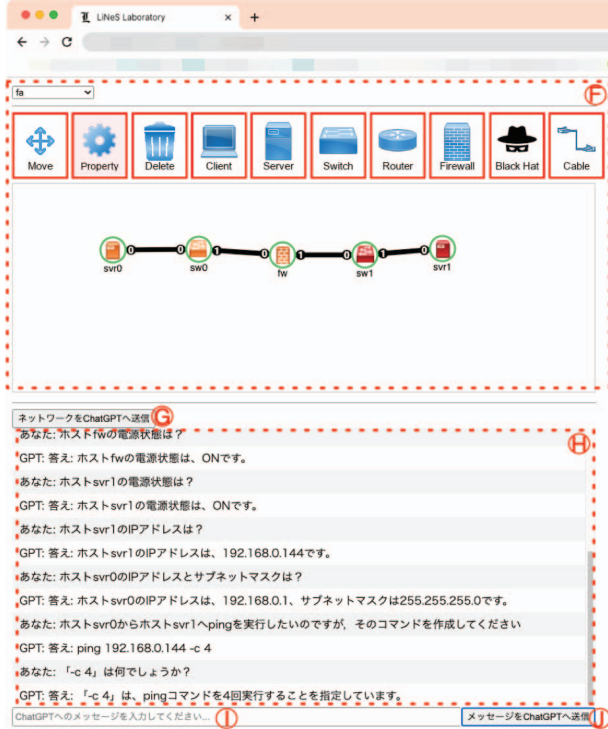 LiNeS Laboratory
fa
F
Move Property Delete Client Server Switch Router Firewall Black Hat Cable
0 0 1 0 0 0 1 0
svr0 sw0 fw sw1 svr1
ネットワークをChatGPTへ送信 G
H
あなた: ホストfwの電源状態は？
GPT: 答え: ホストfwの電源状態は、ONです。
あなた: ホストsvr1の電源状態は？
GPT: 答え: ホストsvr1の電源状態は、ONです。
あなた: ホストsvr1のIPアドレスは？
GPT: 答え: ホストsvr1のIPアドレスは、192.168.0.144です。
あなた: ホストsvr0のIPアドレスとサブネットマスクは？
GPT: 答え: ホストsvr0のIPアドレスは、192.168.0.1、サブネットマスクは255.255.255.0です。
あなた: ホストsvr0からホストsvr1へpingを実行したいのですが，そのコマンドを作成してください
GPT: 答え: ping 192.168.0.144 -c 4
あなた: 「-c 4」は何でしょうか？
GPT: 答え: 「-c 4」は、pingコマンドを4回実行することを指定しています。
ChatGPTへのメッセージを入力してください... I メッセージをChatGPTへ送信 J